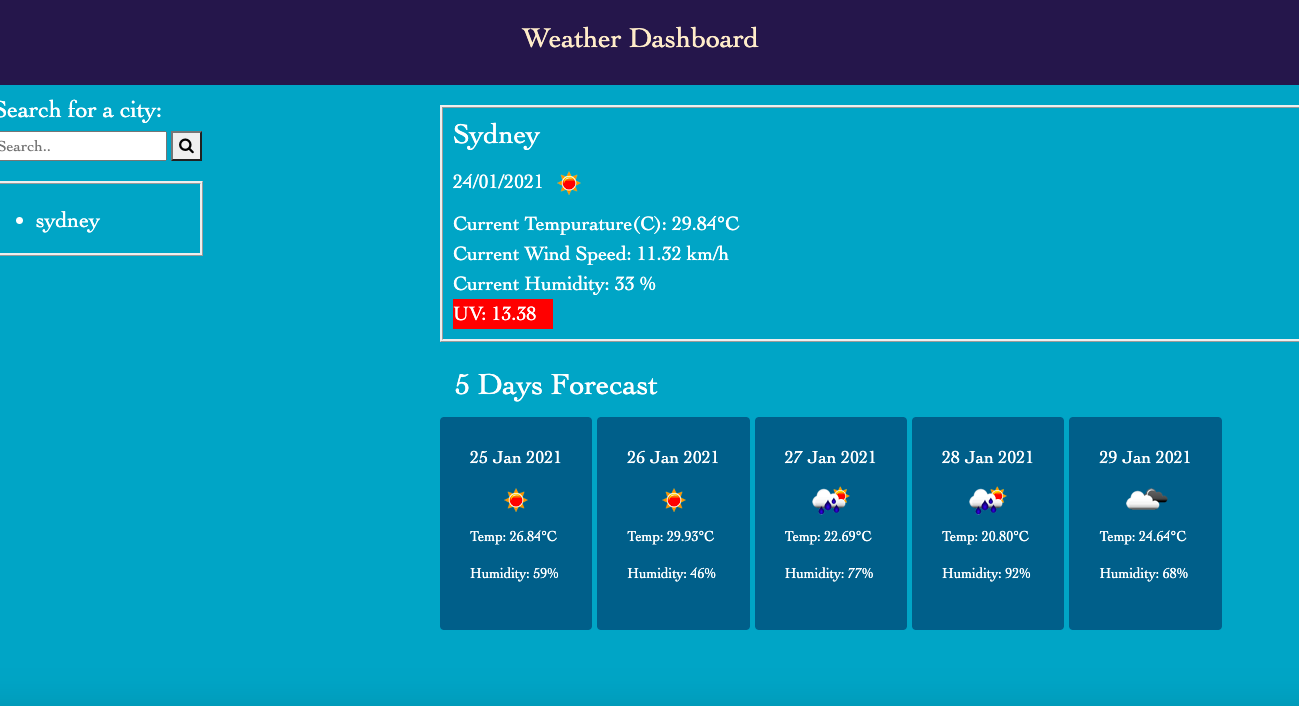 Weather Dashboard
Search for a city:
Search..
sydney
Sydney
24/01/2021
Current Tempurature(C): 29.84°C
Current Wind Speed: 11.32 km/h
Current Humidity: 33 %
UV: 13.38
5 Days Forecast
25 Jan 2021
Temp: 26.84°C
Humidity: 59%
26 Jan 2021
Temp: 29.93°C
Humidity: 46%
27 Jan 2021
Temp: 22.69°C
Humidity: 77%
28 Jan 2021
Temp: 20.80°C
Humidity: 92%
29 Jan 2021
Temp: 24.64°C
Humidity: 68%